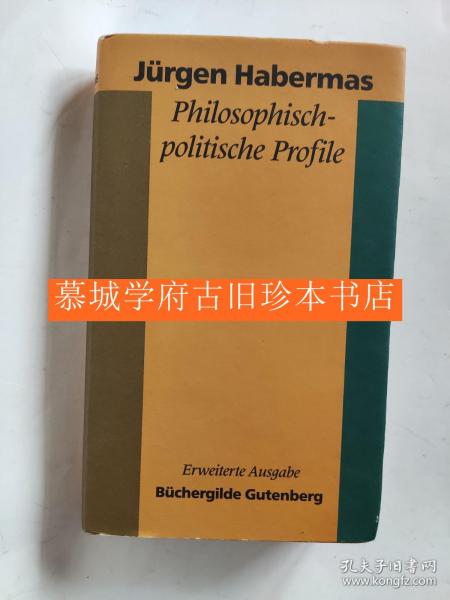 Jürgen Habermas
Philosophisch-
politische Profile
慕城学府古旧珍本书店
Erweiterte Ausgabe
Büchergilde Gutenberg
孔夫子旧书网
www.kongfz.com